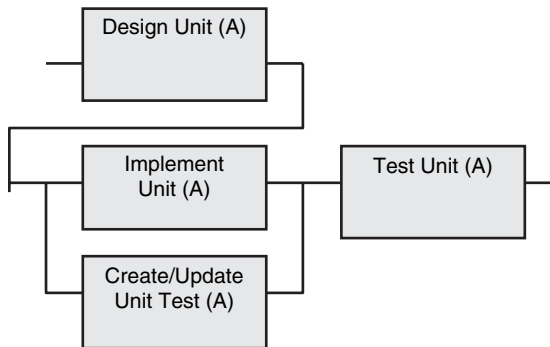 Design Unit (A)
Implement
Unit (A)
Test Unit (A)
Create/Update
Unit Test (A)